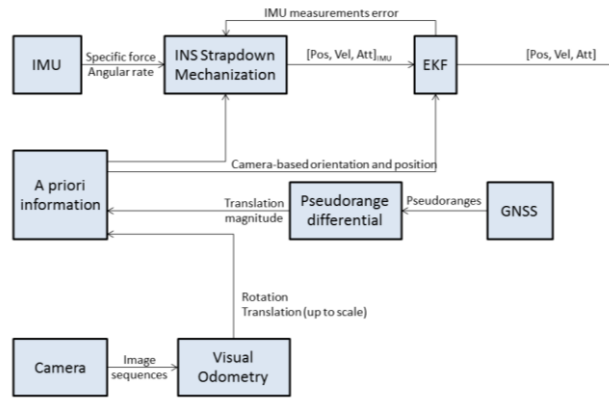 IMU measurements error
IMU
Specific force
Angular rate
INS Strapdown
Mechanization
[Pos, Vel, Att]IMU
EKF
[Pos, Vel, Att]
Camera-based orientation and position
A priori
information
Translation
magnitude
Pseudorange
differential
Pseudoranges
GNSS
Rotation
Translation (up to scale)
Camera
Image
sequences
Visual
Odometry